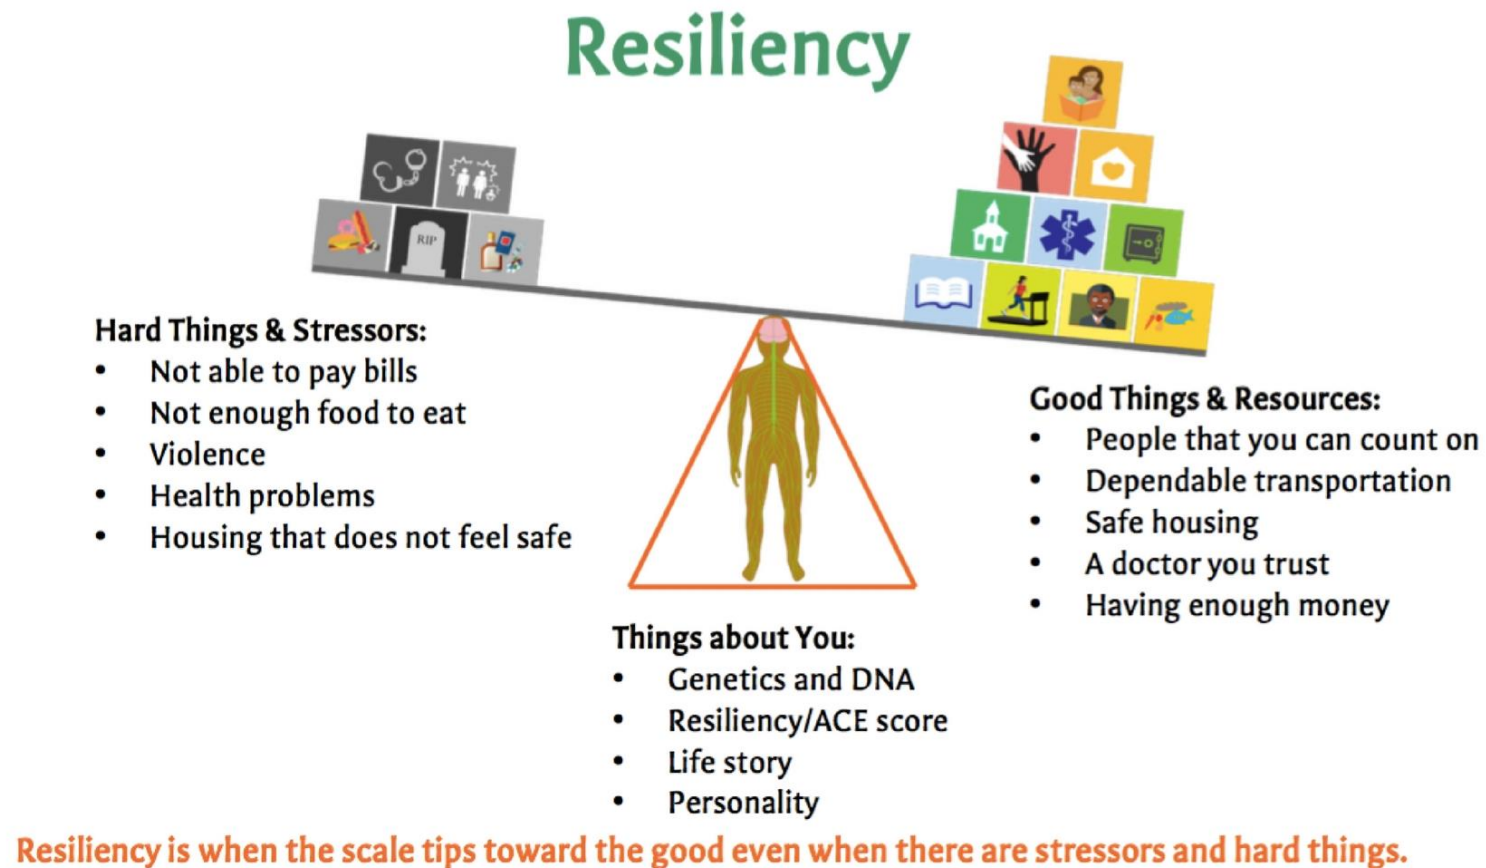 Resiliency
RIP
Hard Things & Stressors:
• Not able to pay bills
• Not enough food to eat
• Violence
• Health problems
• Housing that does not feel safe
Good Things & Resources:
• People that you can count on
• Dependable transportation
• Safe housing
• A doctor you trust
• Having enough money
Things about You:
• Genetics and DNA
• Resiliency/ACE score
• Life story
• Personality
Resiliency is when the scale tips toward the good even when there are stressors and hard things.